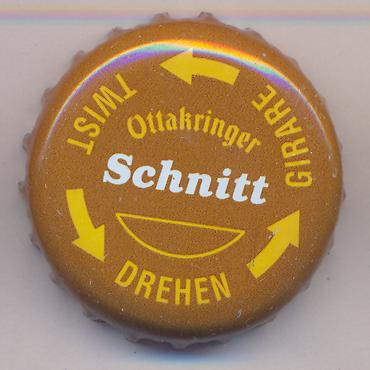 TWIST
GIRARE
Ottakringer
Schnitt
DREHEN